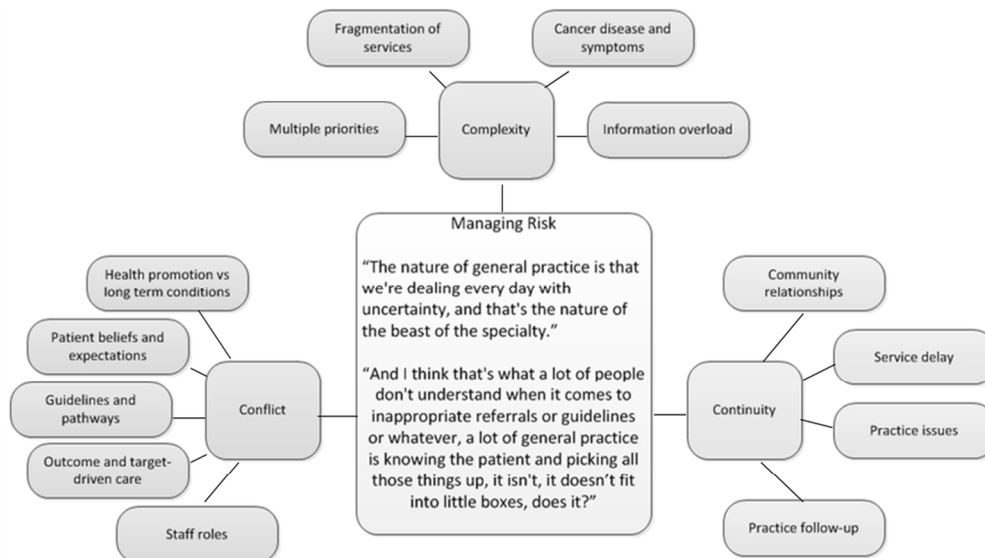 Fragmentation of
services
Cancer disease and
symptoms
Multiple priorities
Complexity
Information overload
Managing Risk
“The nature of general practice is that
we're dealing every day with
uncertainty, and that's the nature of
the beast of the specialty.”
“And I think that's what a lot of people
don't understand when it comes to
inappropriate referrals or guidelines
or whatever, a lot of general practice
is knowing the patient and picking all
those things up, it isn't, it doesn’t fit
into little boxes, does it?”
Health promotion vs
long term conditions
Patient beliefs and
expectations
Guidelines and
pathways
Outcome and target-
driven care
Staff roles
Conflict
Community
relationships
Service delay
Continuity
Practice issues
Practice follow-up